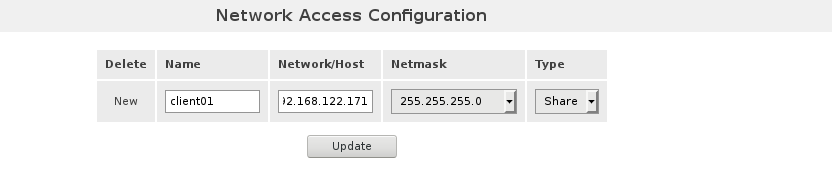 Network Access Configuration
Delete Name Network/Host Netmask Type
New client01 92.168.122.171 255.255.255.0 Share
Update